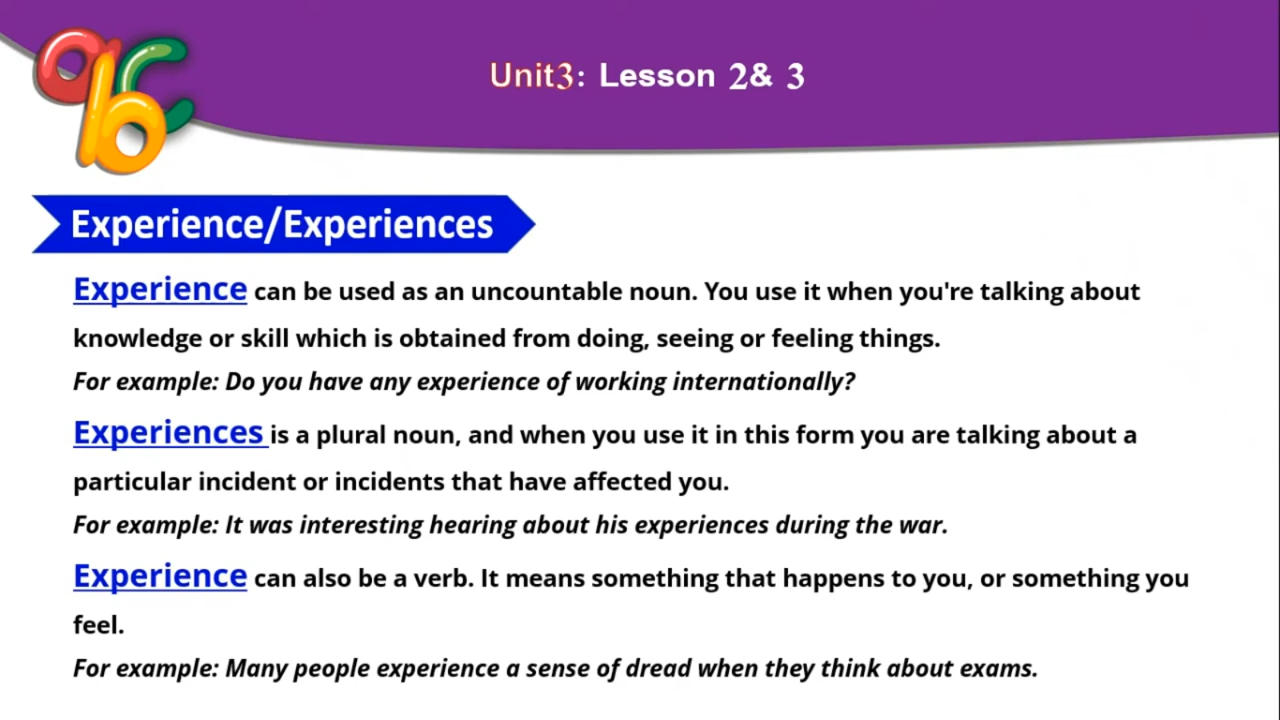 abc
Unit3: Lesson 2& 3
Experience/Experiences
Experience can be used as an uncountable noun. You use it when you're talking about
knowledge or skill which is obtained from doing, seeing or feeling things.
For example: Do you have any experience of working internationally?
Experiences is a plural noun, and when you use it in this form you are talking about a
particular incident or incidents that have affected you.
For example: It was interesting hearing about his experiences during the war.
Experience can also be a verb. It means something that happens to you, or something you
feel.
For example: Many people experience a sense of dread when they think about exams.